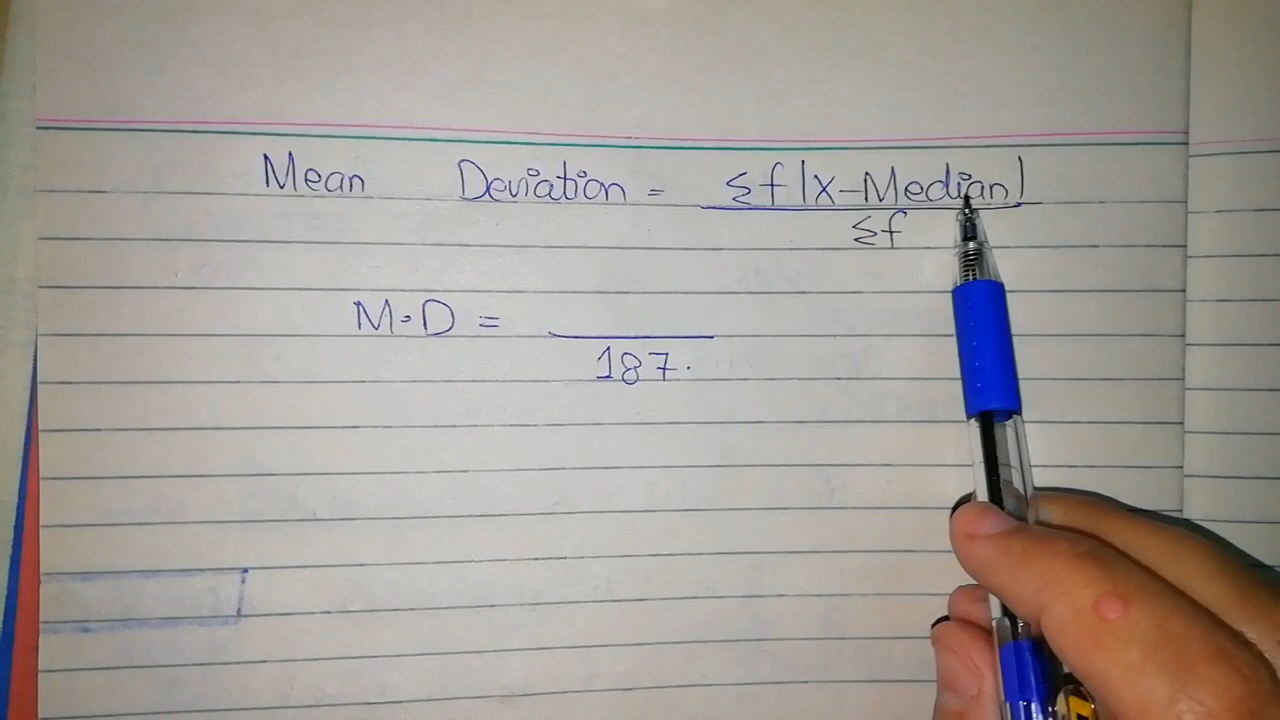 Mean Deviation = Σf|x-Median|
Σf
M.D =
187.